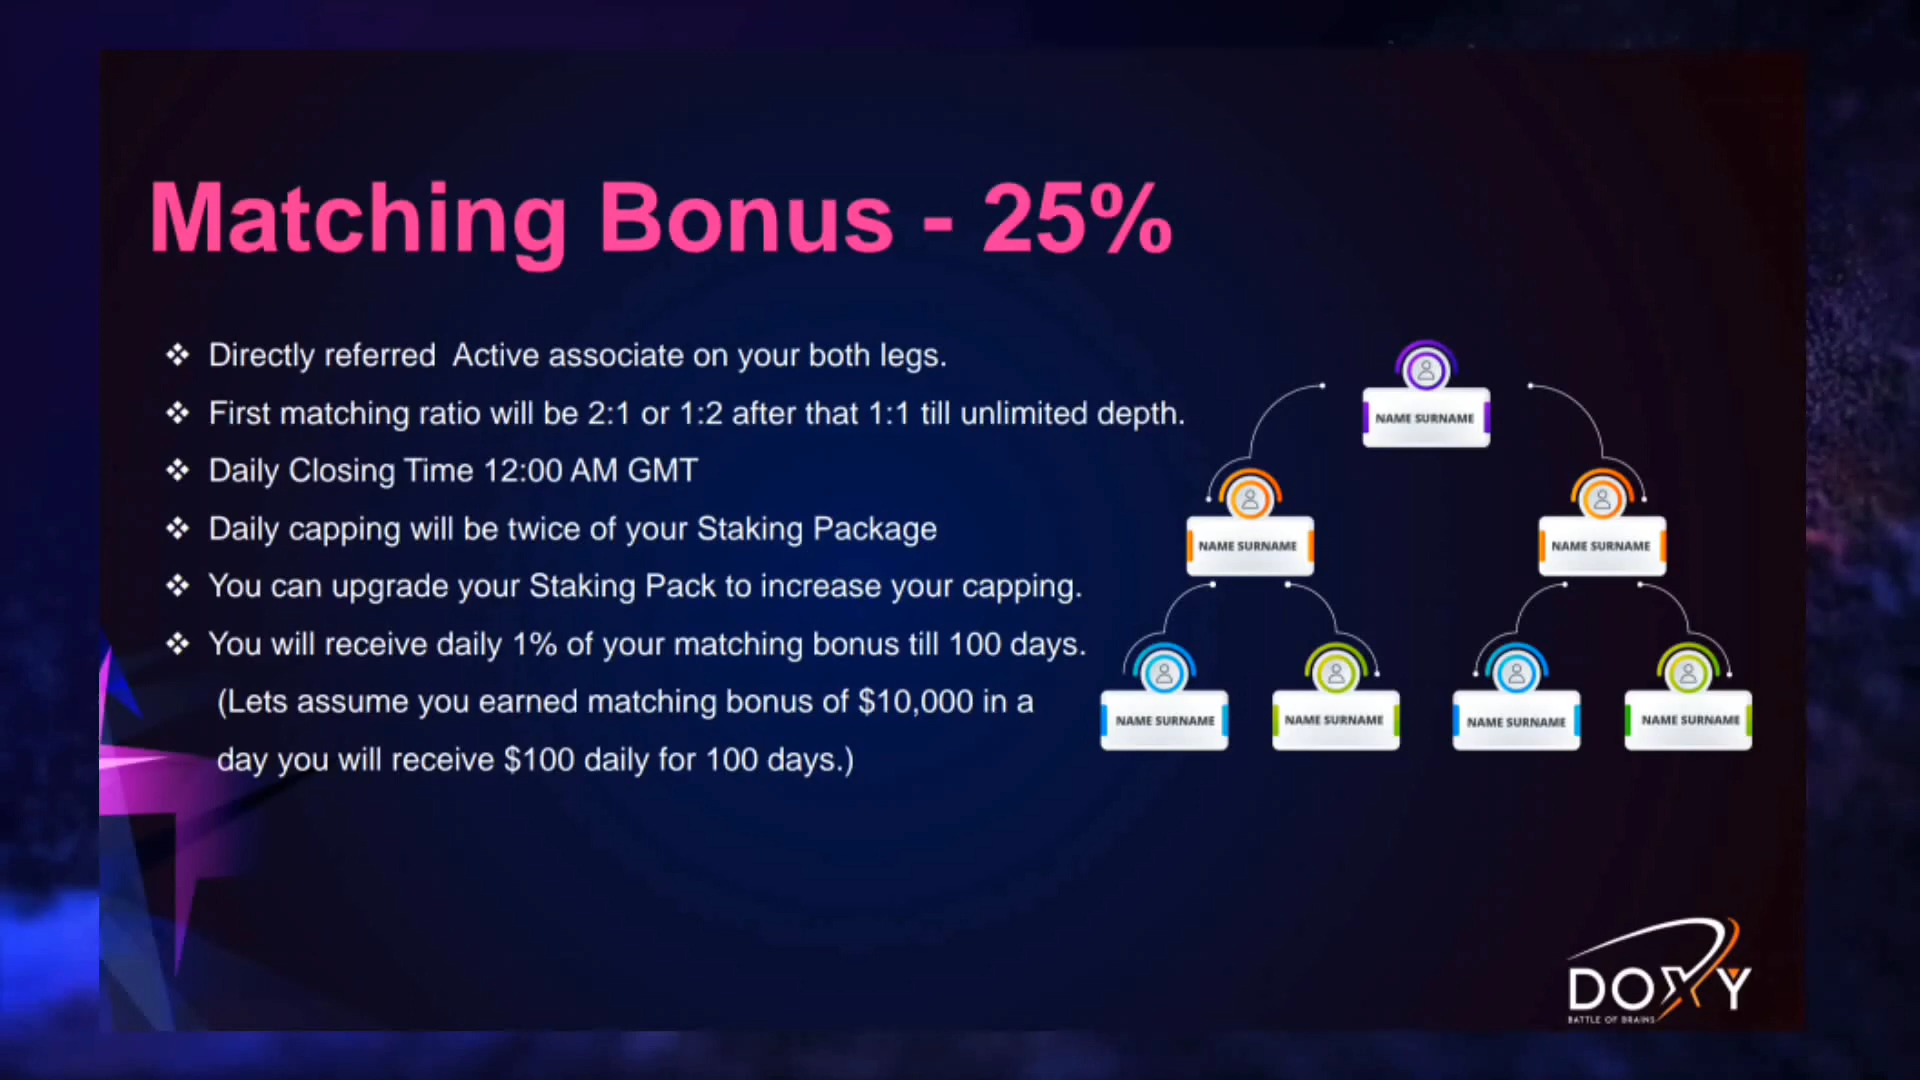 Matching Bonus - 25%
❖ Directly referred  Active associate on your both legs.
❖ First matching ratio will be 2:1 or 1:2 after that 1:1 till unlimited depth.
❖ Daily Closing Time 12:00 AM GMT
❖ Daily capping will be twice of your Staking Package
❖ You can upgrade your Staking Pack to increase your capping.
❖ You will receive daily 1% of your matching bonus till 100 days.
(Lets assume you earned matching bonus of $10,000 in a
day you will receive $100 daily for 100 days.)
NAME SURNAME
NAME SURNAME
NAME SURNAME
NAME SURNAME
NAME SURNAME
NAME SURNAME
NAME SURNAME
DOXY
BATTLE OF BRAINS